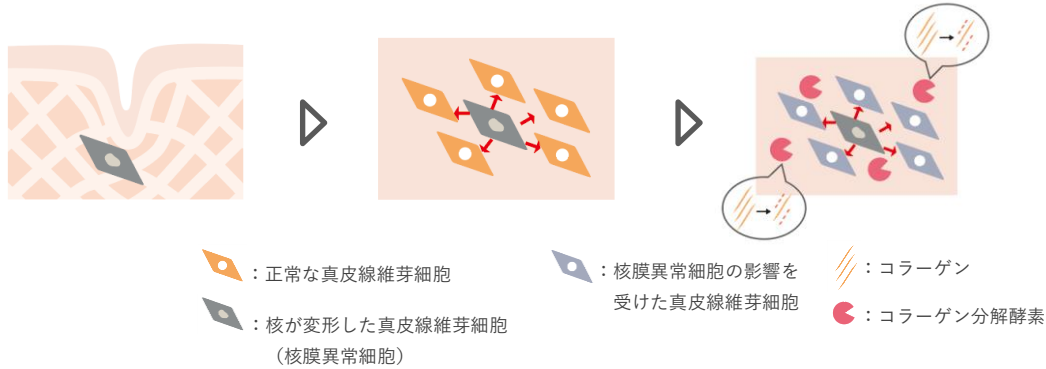 ：正常な真皮線維芽細胞
：核が変形した真皮線維芽細胞
（核膜異常細胞）
：核膜異常細胞の影響を
受けた真皮線維芽細胞
：コラーゲン
：コラーゲン分解酵素